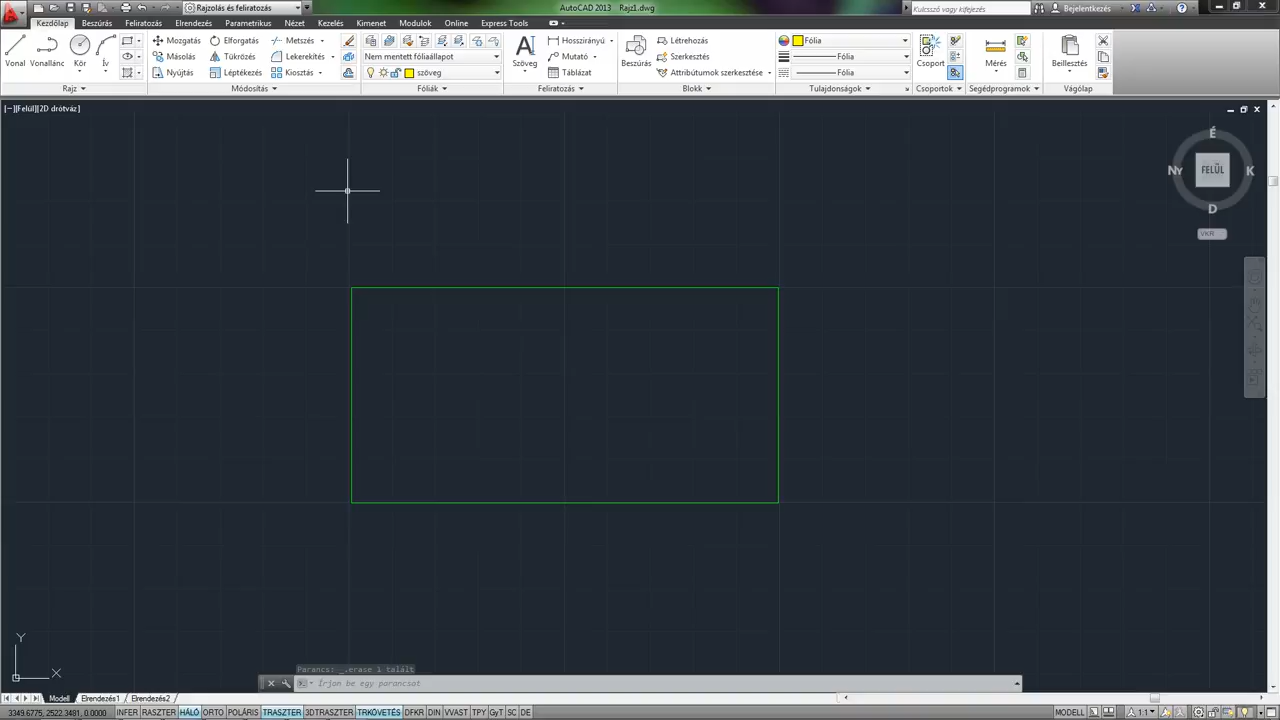 Rajzolás és feliratozás
AutoCAD 2013 Rajz1.dwg
Kulcsszó vagy kifejezés
Bejelentkezés
Kezdőlap Beszúrás Feliratozás Elrendezés Parametrikus Nézet Kezelés Kimenet Modulok Online Express Tools
Vonal Vonallánc Kör Ív
Mozgatás Elforgatás Metszés
Másolás Tükrözés Lekerekítés
Nyújtás Léptékezés Kiosztás
Nem mentett fóliaállapot
szöveg
Szöveg
Hosszirányú
Mutató
Táblázat
Beszúrás
Létrehozás
Szerkesztés
Attribútumok szerkesztése
Fólia
Fólia
Fólia
Csoport
Mérés
Beillesztés
Rajz Módosítás Fóliák Feliratozás Blokk Tulajdonságok Csoportok Segédprogramok Vágólap
[−][Felül][2D drótváz]
É
NY FELÜL K
D
VKR
Y
X
Parancs: _.erase 1 talált
Írjon be egy parancsot
Modell Elrendezés1 Elrendezés2
3349.6775, 2522.3481, 0.0000 INFER RASZTER HÁLÓ ORTO POLÁRIS TRASZTER 3DTRASZTER TRKÖVETÉS DFKR DIN VVAST TPY GyT SC DE MODELL 1:1